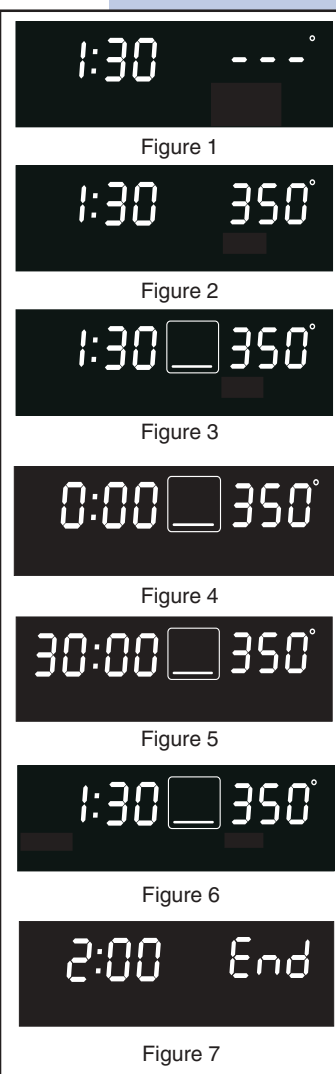 1:30 ---°
Figure 1
1:30 350°
Figure 2
1:30 350°
Figure 3
0:00 350°
Figure 4
30:00 350°
Figure 5
1:30 350°
Figure 6
2:00 End
Figure 7